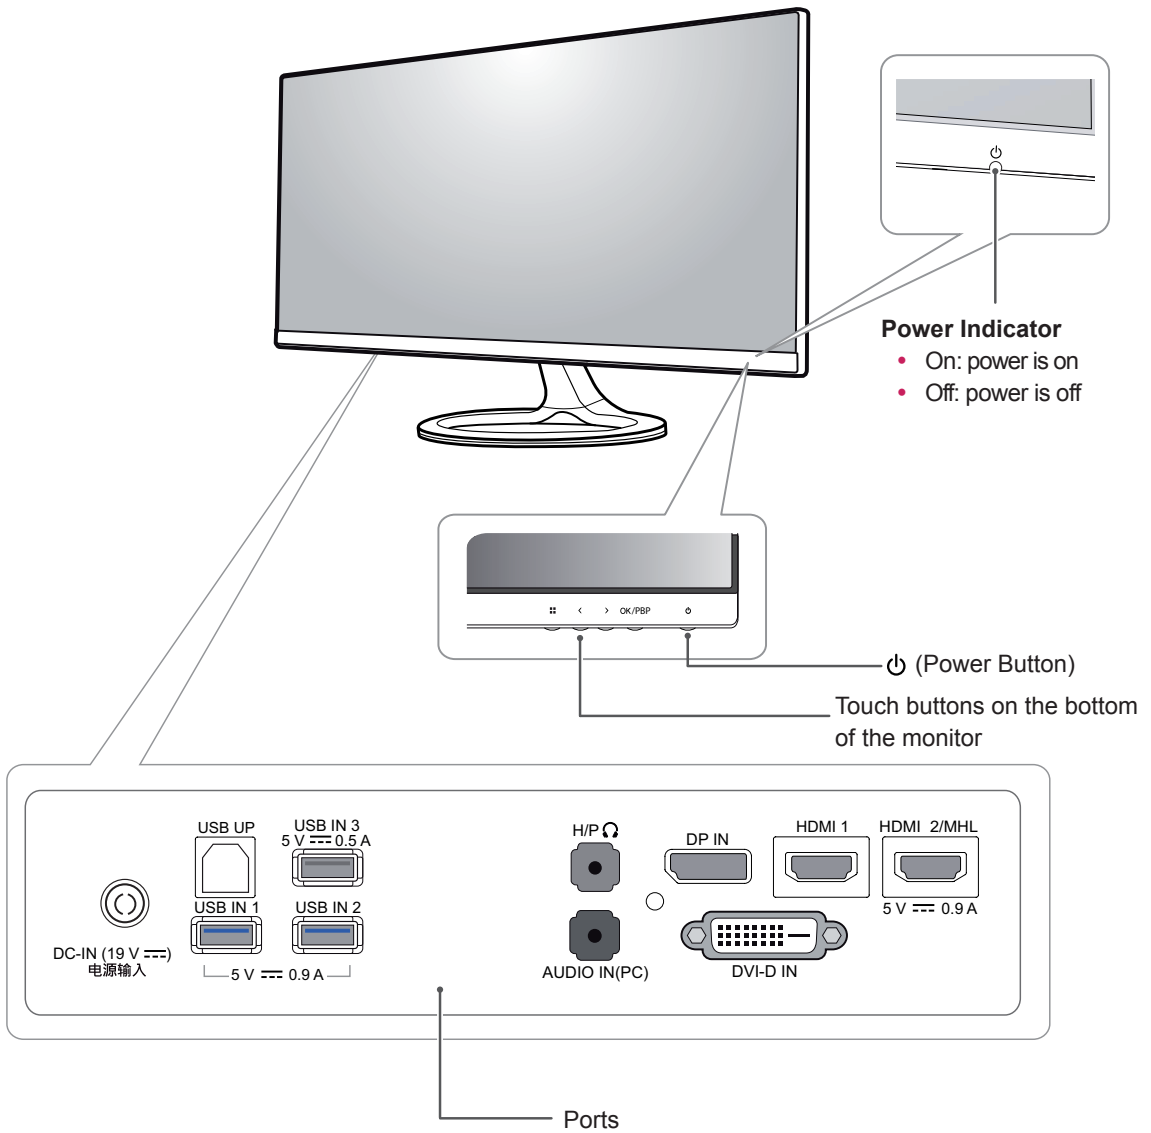 Power Indicator
• On: power is on
• Off: power is off
OK/PBP
(Power Button)
Touch buttons on the bottom
of the monitor
USB UP
USB IN 3
5 V ⎓ 0.5 A
H/P
DP IN
HDMI 1
HDMI 2/MHL
USB IN 1
USB IN 2
5 V ⎓ 0.9 A
DC-IN (19 V ⎓)
电源输入
5 V ⎓ 0.9 A
AUDIO IN(PC)
DVI-D IN
Ports